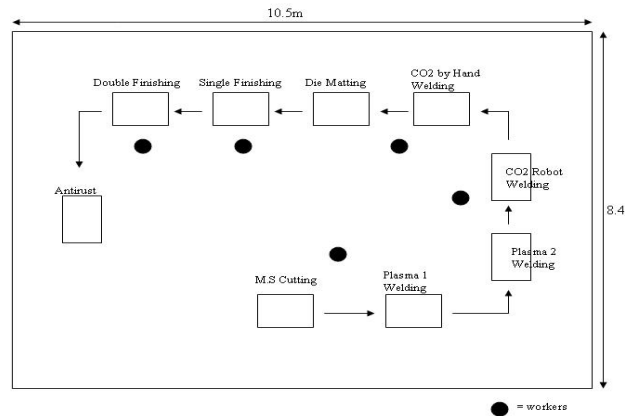 10.5m
CO2 by Hand
Welding
Double Finishing
Single Finishing
Die Matting
CO2 Robot
Welding
Antirust
8.4
Plasma 2
Welding
M.S Cutting
Plasma 1
Welding
= workers